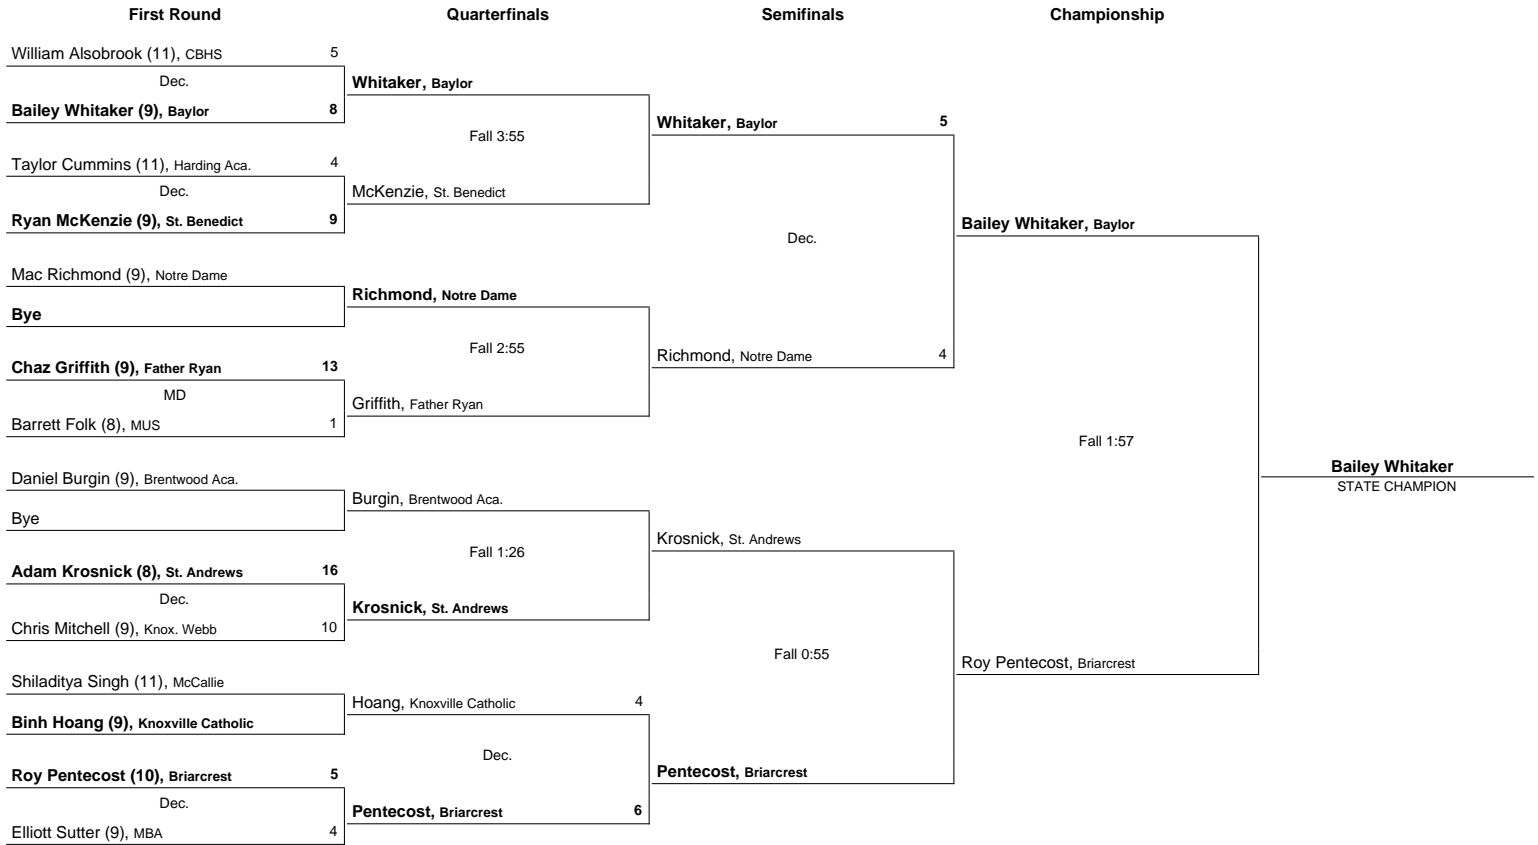 First Round Quarterfinals Semifinals Championship
William Alsobrook (11), CBHS 5
Dec.
Bailey Whitaker (9), Baylor 8
Taylor Cummins (11), Harding Aca. 4
Dec.
Ryan McKenzie (9), St. Benedict 9
Mac Richmond (9), Notre Dame
Bye
Chaz Griffith (9), Father Ryan 13
MD
Barrett Folk (8), MUS 1
Daniel Burgin (9), Brentwood Aca.
Bye
Adam Krosnick (8), St. Andrews 16
Dec.
Chris Mitchell (9), Knox. Webb 10
Shiladitya Singh (11), McCallie
Binh Hoang (9), Knoxville Catholic
Roy Pentecost (10), Briarcrest 5
Dec.
Elliott Sutter (9), MBA 4
Whitaker, Baylor
Fall 3:55
McKenzie, St. Benedict
Richmond, Notre Dame
Fall 2:55
Griffith, Father Ryan
Burgin, Brentwood Aca.
Fall 1:26
Krosnick, St. Andrews
Hoang, Knoxville Catholic 4
Dec.
Pentecost, Briarcrest 6
Whitaker, Baylor 5
Dec.
Richmond, Notre Dame 4
Krosnick, St. Andrews
Fall 0:55
Pentecost, Briarcrest
Bailey Whitaker, Baylor
Fall 1:57
Roy Pentecost, Briarcrest
Bailey Whitaker
STATE CHAMPION